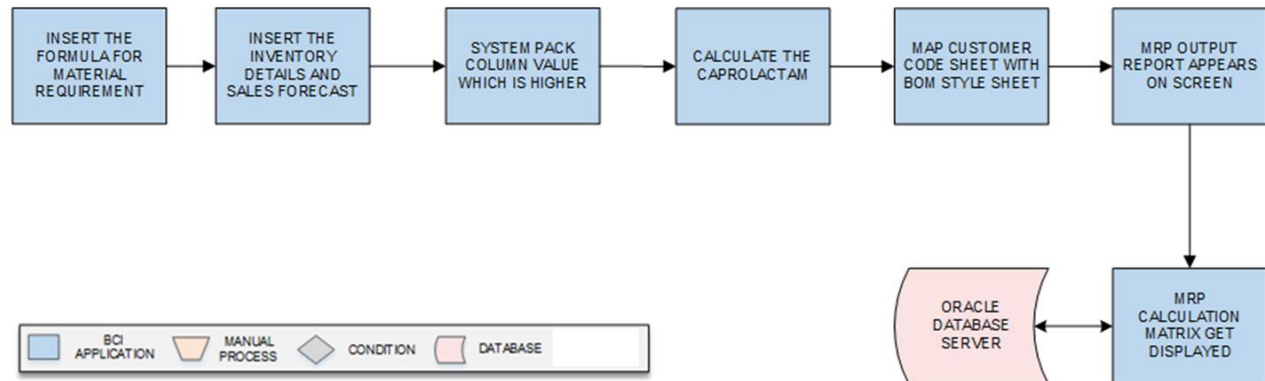 INSERT THE
FORMULA FOR
MATERIAL
REQUIREMENT
INSERT THE
INVENTORY
DETAILS AND
SALES FORECAST
SYSTEM PACK
COLUMN VALUE
WHICH IS HIGHER
CALCULATE THE
CAPROLACTAM
MAP CUSTOMER
CODE SHEET WITH
BOM STYLE SHEET
MRP OUTPUT
REPORT APPEARS
ON SCREEN
ORACLE
DATABASE
SERVER
MRP
CALCULATION
MATRIX GET
DISPLAYED
BCI
APPLICATION
MANUAL
PROCESS
CONDITION
DATABASE